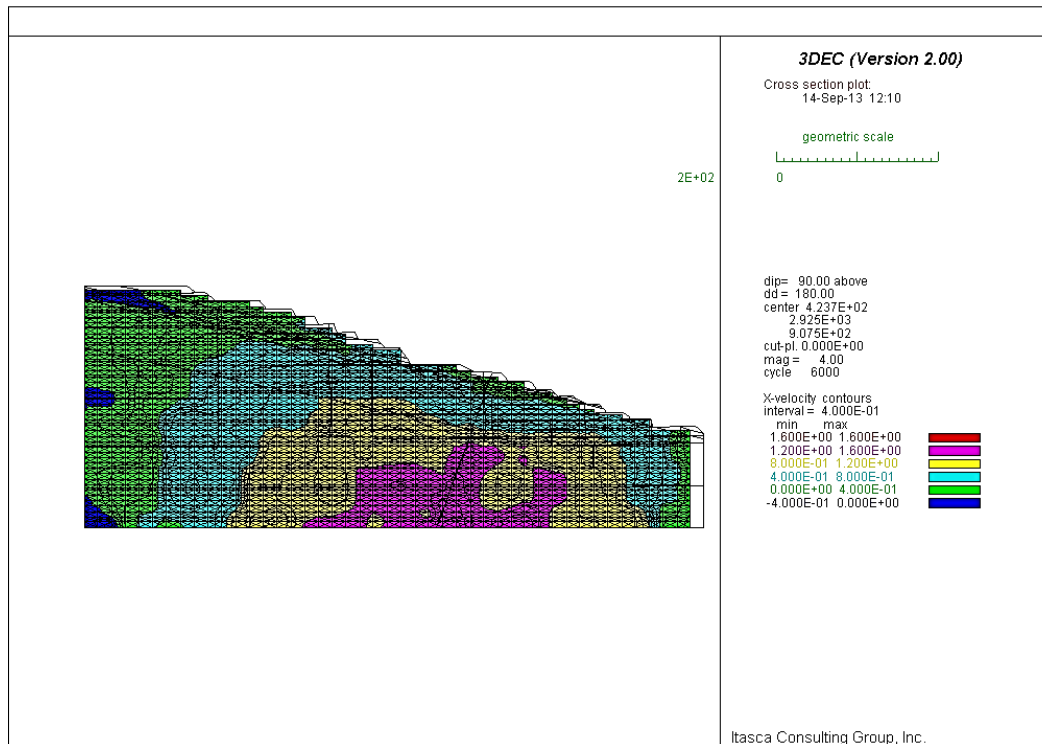 3DEC (Version 2.00)
Cross section plot:
14-Sep-13 12:10
geometric scale
2E+02 0
dip= 90.00 above
dd = 180.00
center 4.237E+02
2.925E+03
9.075E+02
cut-pl. 0.000E+00
mag = 4.00
cycle 6000
X-velocity contours
interval = 4.000E-01
min max
1.600E+00 1.600E+00
1.200E+00 1.600E+00
8.000E-01 1.200E+00
4.000E-01 8.000E-01
0.000E+00 4.000E-01
-4.000E-01 0.000E+00
Itasca Consulting Group, Inc.